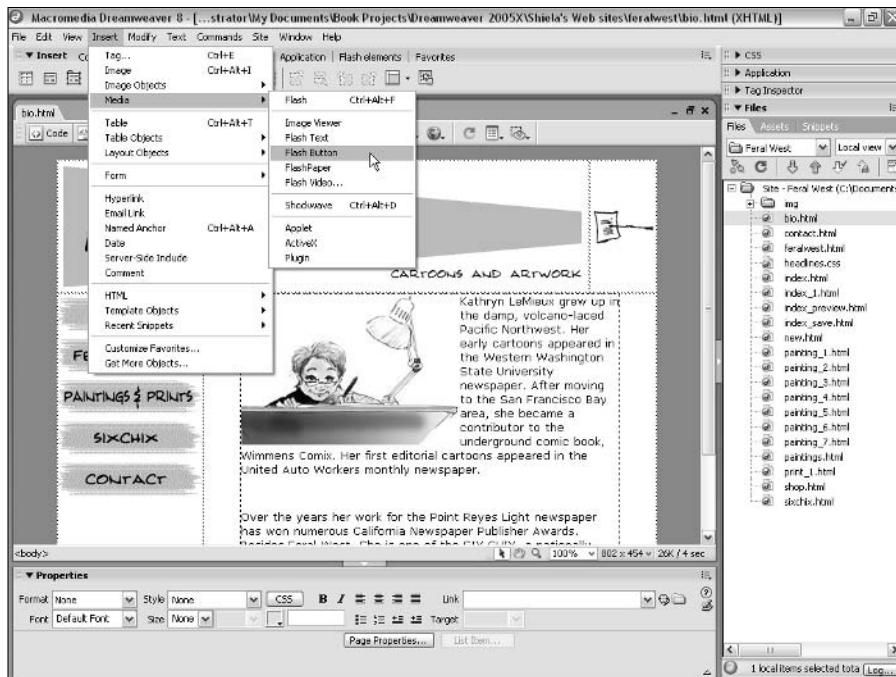 Macromedia Dreamweaver 8 - [...strator\My Documents\Book Projects\Dreamweaver 2005X\Shiela's Web sites\feralwest\bio.html (XHTML)]
File Edit View Insert Modify Text Commands Site Window Help
▼ Insert Application | Flash elements | Favorites
Tag... Ctrl+E
Image Ctrl+Alt+I
Image Objects
Media
Table Ctrl+Alt+T
Table Objects
Layout Objects
Form
Hyperlink
Email Link
Named Anchor Ctrl+Alt+A
Date
Server-Side Include
Comment
HTML
Template Objects
Recent Snippets
Customize Favorites...
Get More Objects...
Flash Ctrl+Alt+F
Image Viewer
Flash Text
Flash Button
FlashPaper
Flash Video...
Shockwave Ctrl+Alt+D
Applet
ActiveX
Plugin
bio.html
Code
CARTOONS AND ARTWORK
FE
PAINTINGS & PRINTS
SIXCHIX
CONTACT
Kathryn LeMieux grew up in
the damp, volcano-laced
Pacific Northwest. Her
early cartoons appeared in
the Western Washington
State University
newspaper. After moving
to the San Francisco Bay
area, she became a
contributor to the
underground comic book,
Wimmens Comix. Her first editorial cartoons appeared in the
United Auto Workers monthly newspaper.
Over the years her work for the Point Reyes Light newspaper
has won numerous California Newspaper Publisher Awards.
<body> 100% 802 x 454 26K / 4 sec
▼ Properties
Format None Style None CSS B I Link
Font Default Font Size None Target
Page Properties... List Item...
CSS
Application
Tag Inspector
Files
Files Assets Snippets
Feral West Local view
Site - Feral West (C:\Documents
img
bio.html
contact.html
feralwest.html
headlines.css
index.html
index_1.html
index_preview.html
index_save.html
new.html
painting_1.html
painting_2.html
painting_3.html
painting_4.html
painting_5.html
painting_6.html
painting_7.html
paintings.html
print_1.html
shop.html
sixchix.html
1 local items selected tota Log...